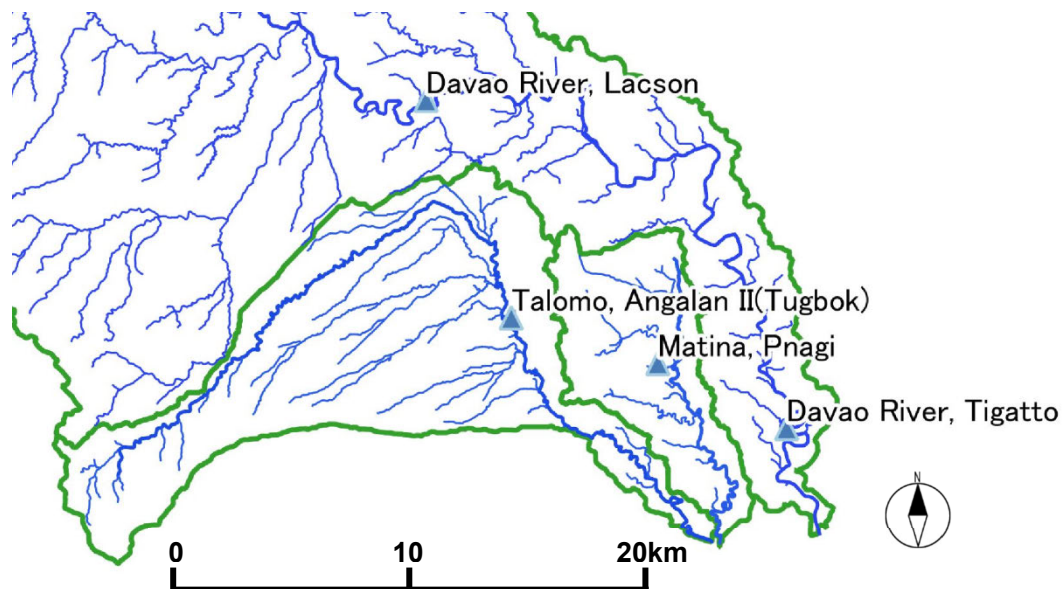 Davao River, Lacson
Talomo, Angalan II(Tugbok)
Matina, Pnagi
Davao River, Tigatto
N
0 10 20km